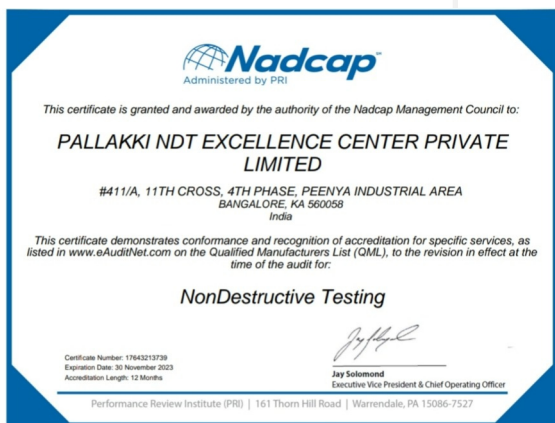 Nadcap™
Administered by PRI
This certificate is granted and awarded by the authority of the Nadcap Management Council to:
PALLAKKI NDT EXCELLENCE CENTER PRIVATE
LIMITED
#411/A, 11TH CROSS, 4TH PHASE, PEENYA INDUSTRIAL AREA
BANGALORE, KA 560058
India
This certificate demonstrates conformance and recognition of accreditation for specific services, as
listed in www.eAuditNet.com on the Qualified Manufacturers List (QML), to the revision in effect at the
time of the audit for:
NonDestructive Testing
Certificate Number: 17643213739
Expiration Date: 30 November 2023
Accreditation Length: 12 Months
Jay Solomond
Executive Vice President & Chief Operating Officer
Performance Review Institute (PRI) | 161 Thorn Hill Road | Warrendale, PA 15086-7527